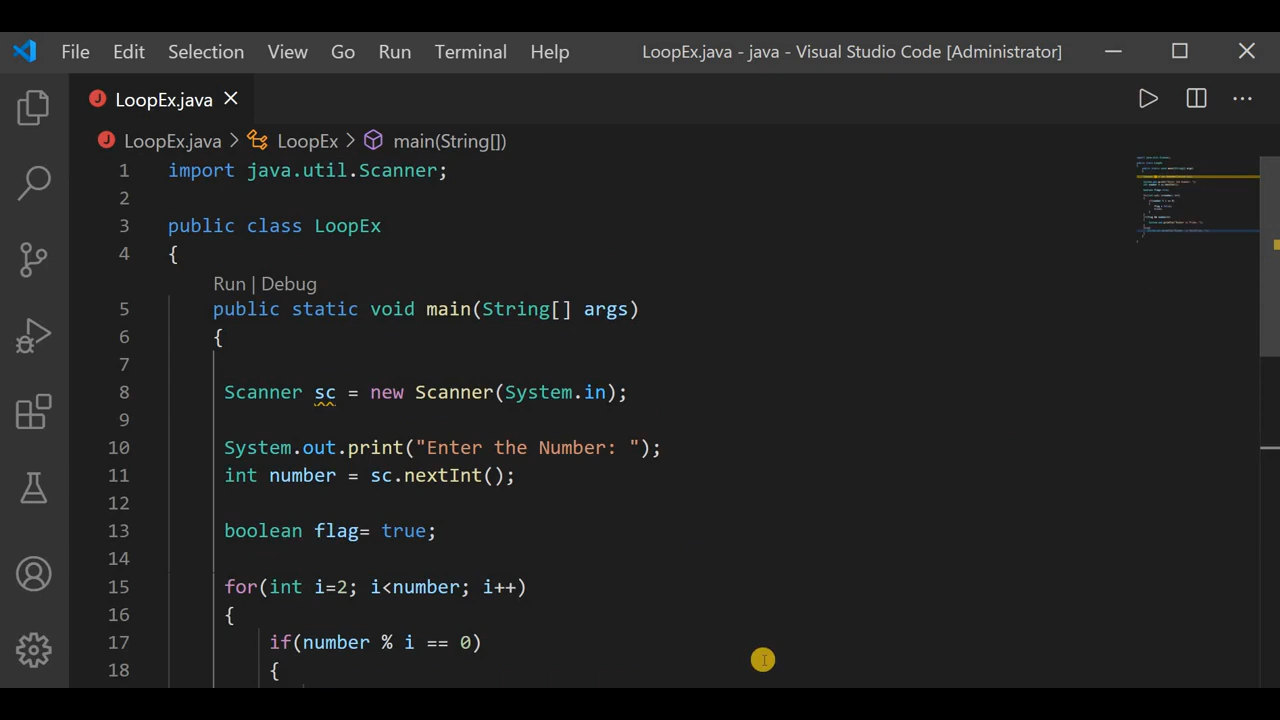 File Edit Selection View Go Run Terminal Help LoopEx.java - java - Visual Studio Code [Administrator]
LoopEx.java
LoopEx.java > LoopEx > main(String[])
1 import java.util.Scanner;
2
3 public class LoopEx
4 {
Run | Debug
5 public static void main(String[] args)
6 {
7
8 Scanner sc = new Scanner(System.in);
9
10 System.out.print("Enter the Number: ");
11 int number = sc.nextInt();
12
13 boolean flag= true;
14
15 for(int i=2; i<number; i++)
16 {
17 if(number % i == 0)
18 {